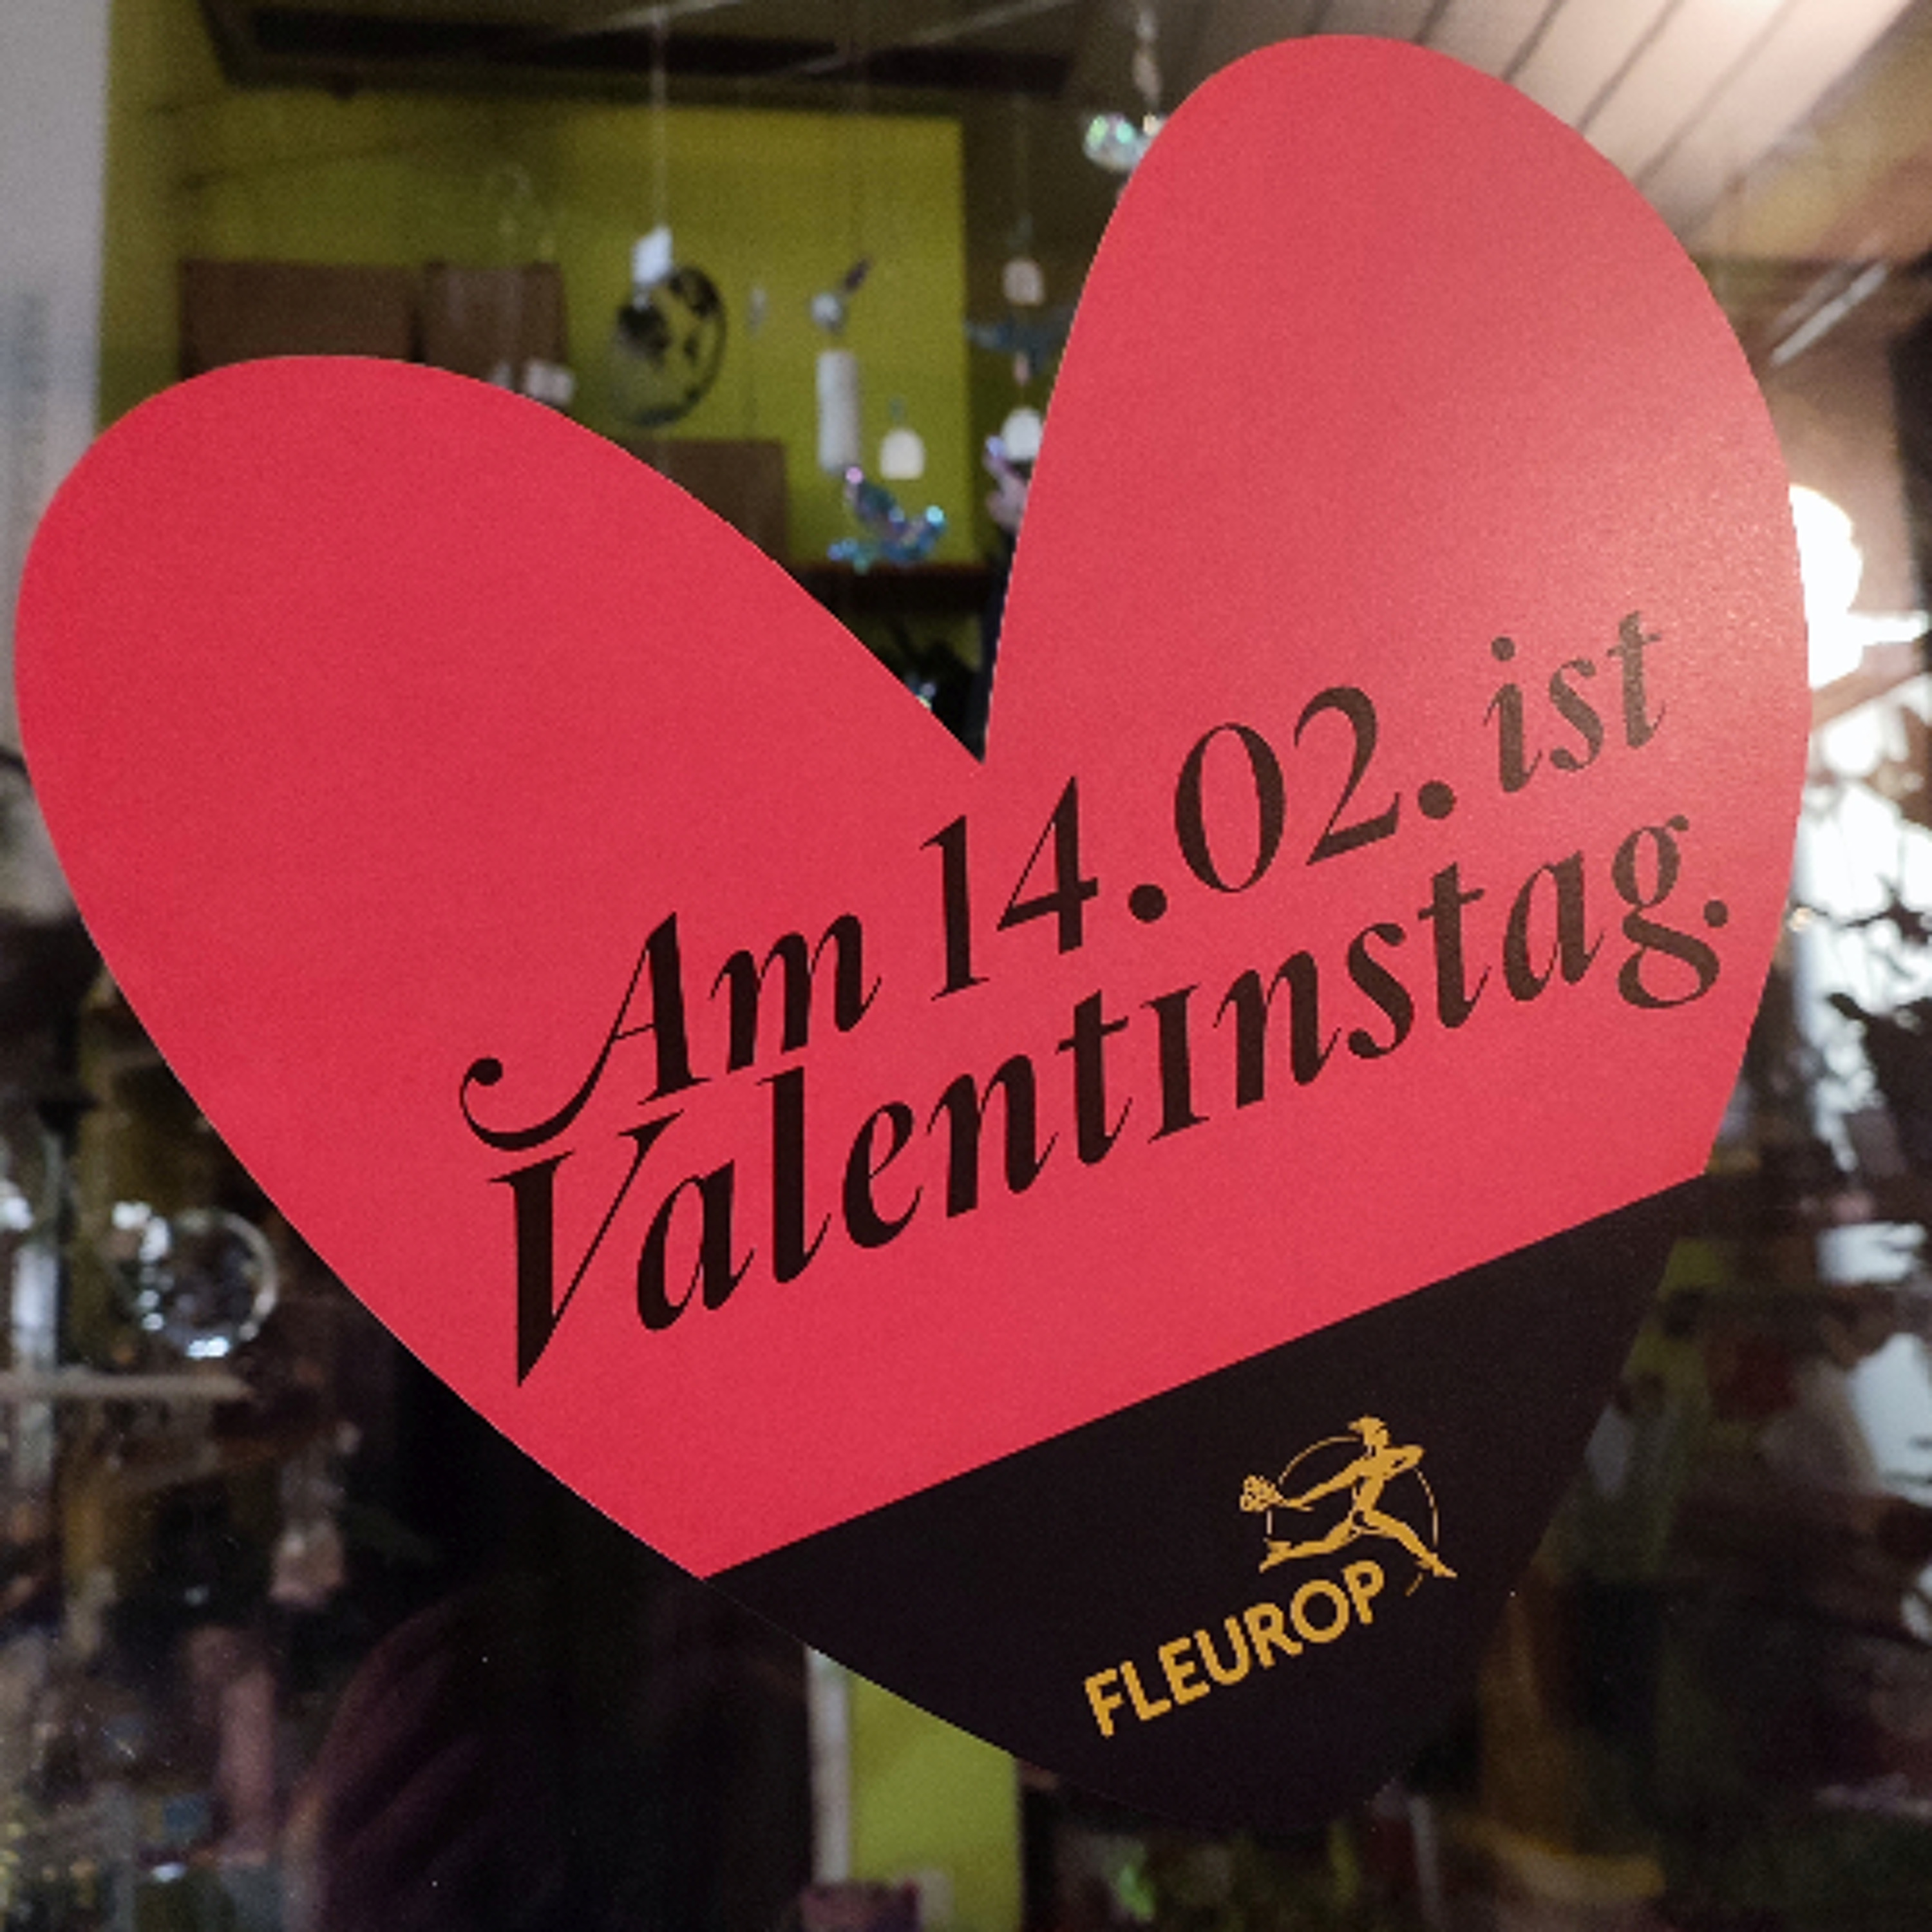 Am 14.02. ist
Valentinstag.
FLEUROP